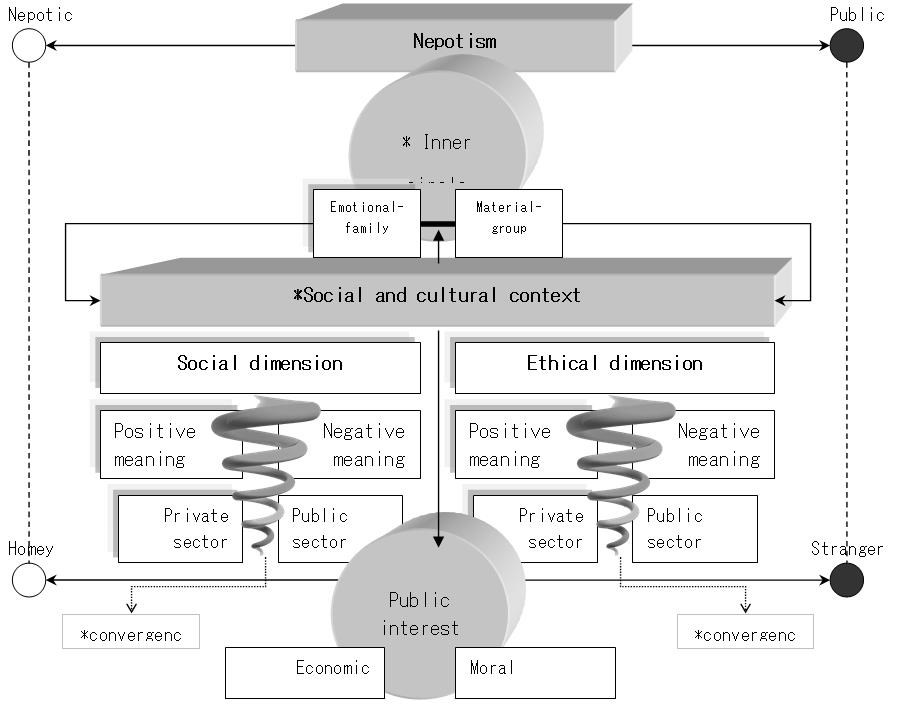 Nepotic
Public
Nepotism
* Inner
Emotional-
family
Material-
group
*Social and cultural context
Social dimension
Ethical dimension
Positive
meaning
Negative
meaning
Positive
meaning
Negative
meaning
Private
sector
Public
sector
Private
sector
Public
sector
Homey
Stranger
Public
interest
*convergenc
*convergenc
Economic
Moral